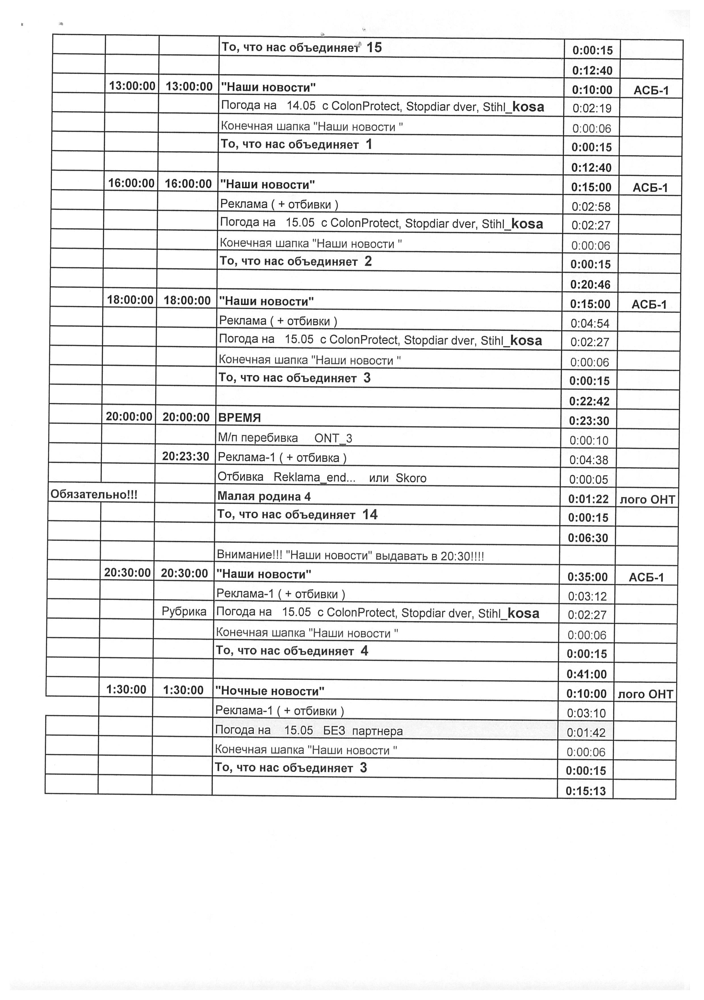 То, что нас объединяет 15 0:00:15
0:12:40
13:00:00 13:00:00 "Наши новости" 0:10:00 АСБ-1
Погода на 14.05 с ColonProtect, Stopdiar dver, Stihl_kosa 0:02:19
Конечная шапка "Наши новости " 0:00:06
То, что нас объединяет 1 0:00:15
0:12:40
16:00:00 16:00:00 "Наши новости" 0:15:00 АСБ-1
Реклама ( + отбивки ) 0:02:58
Погода на 15.05 с ColonProtect, Stopdiar dver, Stihl_kosa 0:02:27
Конечная шапка "Наши новости " 0:00:06
То, что нас объединяет 2 0:00:15
0:20:46
18:00:00 18:00:00 "Наши новости" 0:15:00 АСБ-1
Реклама ( + отбивки ) 0:04:54
Погода на 15.05 с ColonProtect, Stopdiar dver, Stihl_kosa 0:02:27
Конечная шапка "Наши новости " 0:00:06
То, что нас объединяет 3 0:00:15
0:22:42
20:00:00 20:00:00 ВРЕМЯ 0:23:30
М/п перебивка ONT_3 0:00:10
20:23:30 Реклама-1 ( + отбивка ) 0:04:38
Отбивка Reklama_end... или Skoro 0:00:05
Обязательно!!! Малая родина 4 0:01:22 лого ОНТ
То, что нас объединяет 14 0:00:15
0:06:30
Внимание!!! "Наши новости" выдавать в 20:30!!!!
20:30:00 20:30:00 "Наши новости" 0:35:00 АСБ-1
Реклама-1 ( + отбивки ) 0:03:12
Рубрика Погода на 15.05 с ColonProtect, Stopdiar dver, Stihl_kosa 0:02:27
Конечная шапка "Наши новости " 0:00:06
То, что нас объединяет 4 0:00:15
0:41:00
1:30:00 1:30:00 "Ночные новости" 0:10:00 лого ОНТ
Реклама-1 ( + отбивки ) 0:03:10
Погода на 15.05 БЕЗ партнера 0:01:42
Конечная шапка "Наши новости " 0:00:06
То, что нас объединяет 3 0:00:15
0:15:13